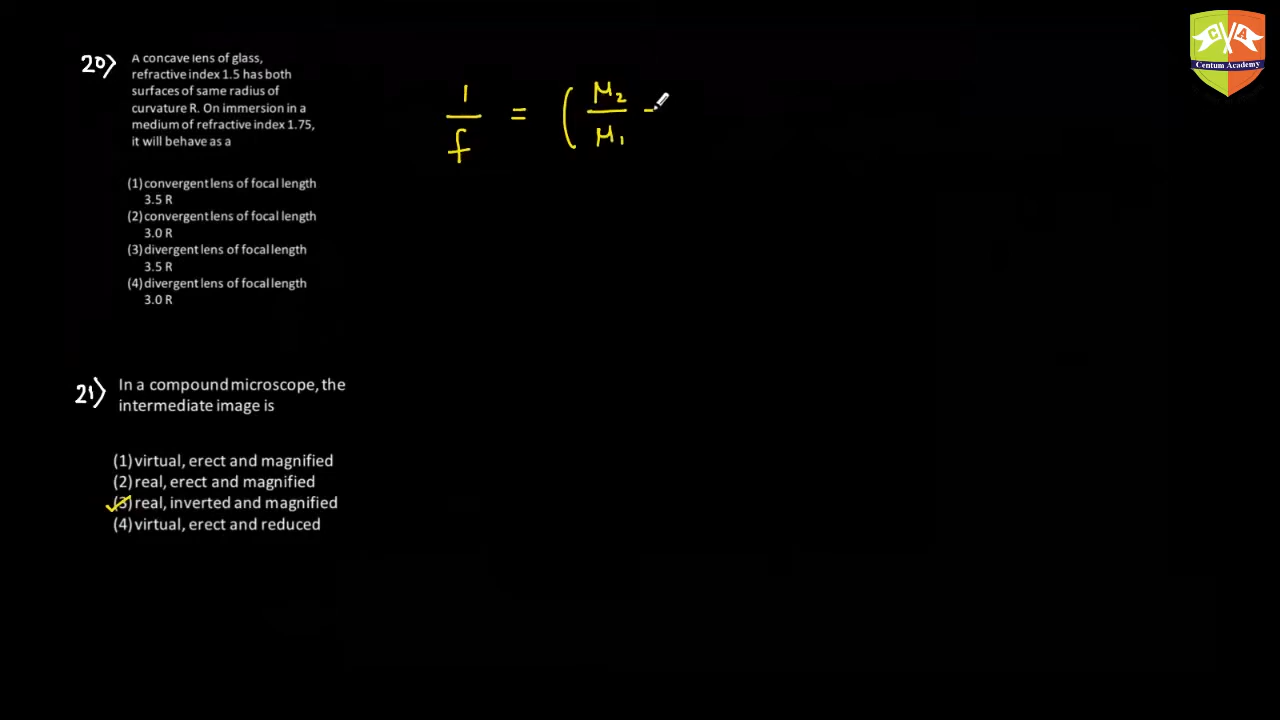 C A
Centum Academy
20)
A concave lens of glass,
refractive index 1.5 has both
surfaces of same radius of
curvature R. On immersion in a
medium of refractive index 1.75,
it will behave as a
1/f = (μ2/μ1 -
(1) convergent lens of focal length
3.5 R
(2) convergent lens of focal length
3.0 R
(3) divergent lens of focal length
3.5 R
(4) divergent lens of focal length
3.0 R
21)
In a compound microscope, the
intermediate image is
(1) virtual, erect and magnified
(2) real, erect and magnified
(3) real, inverted and magnified
(4) virtual, erect and reduced